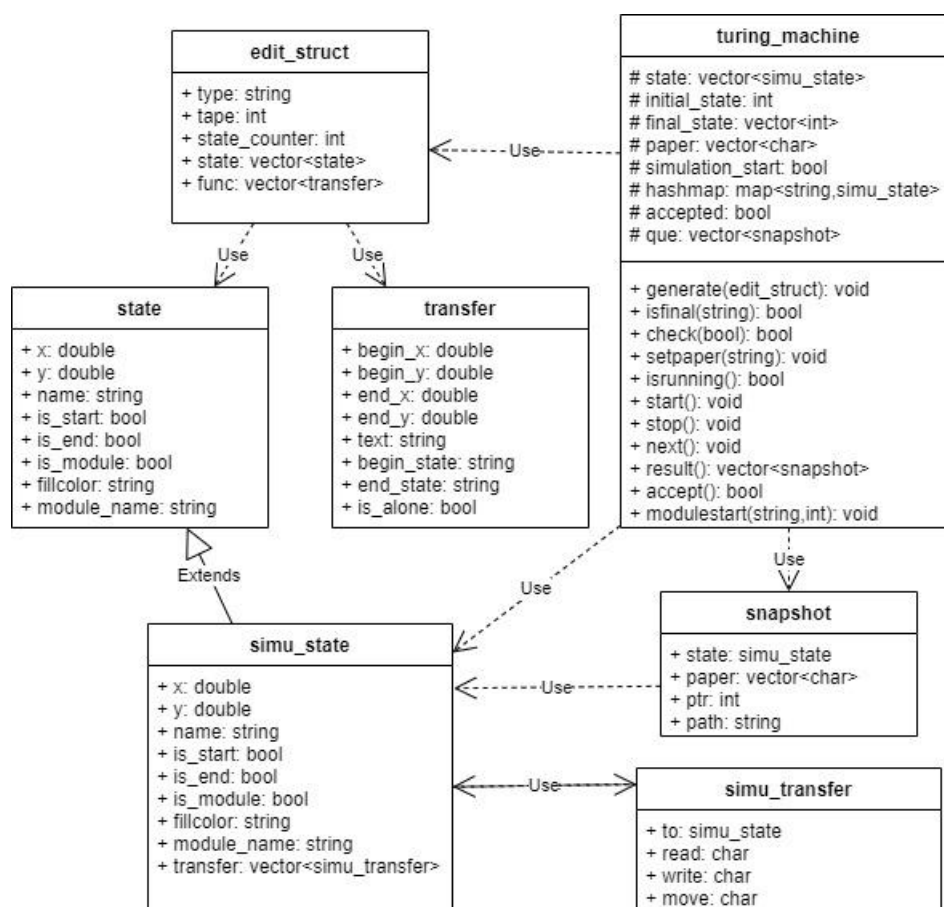 edit_struct
+ type: string
+ tape: int
+ state_counter: int
+ state: vector<state>
+ func: vector<transfer>
turing_machine
# state: vector<simu_state>
# initial_state: int
# final_state: vector<int>
# paper: vector<char>
# simulation_start: bool
# hashmap: map<string,simu_state>
# accepted: bool
# que: vector<snapshot>
+ generate(edit_struct): void
+ isfinal(string): bool
+ check(bool): bool
+ setpaper(string): void
+ isrunning(): bool
+ start(): void
+ stop(): void
+ next(): void
+ result(): vector<snapshot>
+ accept(): bool
+ modulestart(string,int): void
Use
Use
Use
state
+ x: double
+ y: double
+ name: string
+ is_start: bool
+ is_end: bool
+ is_module: bool
+ fillcolor: string
+ module_name: string
transfer
+ begin_x: double
+ begin_y: double
+ end_x: double
+ end_y: double
+ text: string
+ begin_state: string
+ end_state: string
+ is_alone: bool
Extends
Use
Use
simu_state
+ x: double
+ y: double
+ name: string
+ is_start: bool
+ is_end: bool
+ is_module: bool
+ fillcolor: string
+ module_name: string
+ transfer: vector<simu_transfer>
snapshot
+ state: simu_state
+ paper: vector<char>
+ ptr: int
+ path: string
Use
Use
simu_transfer
+ to: simu_state
+ read: char
+ write: char
+ move: char